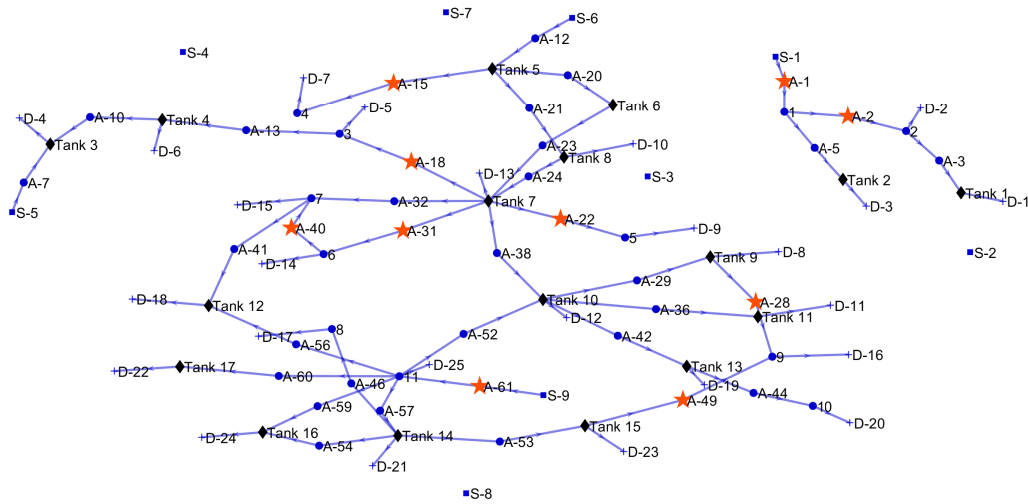 S-7
S-6
A-12
S-4
S-1
Tank 5
A-20
D-7
A-15
A-1
Tank 6
D-5
A-21
4
1
A-2
D-2
D-4
A-10
Tank 4
A-13
3
2
Tank 3
D-6
A-23
D-10
Tank 8
A-5
A-18
A-3
D-13
A-24
S-3
Tank 2
A-7
Tank 1
D-1
D-15
7
A-32
Tank 7
D-3
S-5
A-22
A-40
A-31
D-9
5
A-41
6
A-38
D-8
S-2
D-14
Tank 9
A-29
D-18
Tank 12
Tank 10
A-28
D-11
A-36
D-12
Tank 11
8
D-17
A-56
A-52
A-42
9
D-16
D-22
Tank 17
D-25
Tank 13
A-60
11
A-46
A-61
D-19
S-9
A-44
A-49
A-59
A-57
10
D-20
D-24
Tank 16
Tank 14
Tank 15
A-54
A-53
D-23
D-21
S-8